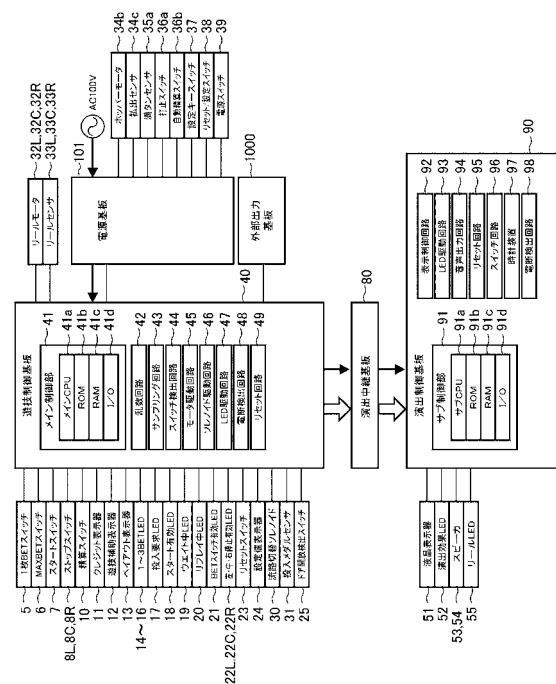 32L,32C,32R
33L,33C,33R
リールモータ
リールセンサ
AC100V
101
電源基板
ホッパーモータ 34b
払出センサ 34c
満タンセンサ 35a
打止スイッチ 36a
自動精算スイッチ 36b
設定キースイッチ 37
リセット/設定スイッチ 38
電源スイッチ 39
外部出力基板
1000
40
遊技制御基板
メイン制御部 41
メインCPU 41a
ROM 41b
RAM 41c
I/O 41d
乱数回路 42
サンプリング回路 43
スイッチ検出回路 44
モータ駆動回路 45
ソレノイド駆動回路 46
LED駆動回路 47
電断検出回路 48
リセット回路 49
5 1枚BETスイッチ
6 MAXBETスイッチ
7 スタートスイッチ
8L,8C,8R ストップスイッチ
10 精算スイッチ
11 クレジット表示器
12 遊技補助表示器
13 ペイアウト表示器
14～16 1～3BETLED
17 投入要求LED
18 スタート有効LED
19 ウェイト中LED
20 リプレイ中LED
21 BETスイッチ有効LED
22L,22C,22R 左・中・右停止有効LED
23 リセットスイッチ
24 設定値表示器
30 流路切替ソレノイド
31 投入メダルセンサ
25 ドア開放検出スイッチ
演出中継基板
80
90
演出制御基板
サブ制御部 91
サブCPU 91a
ROM 91b
RAM 91c
I/O 91d
表示制御回路 92
LED駆動回路 93
音声出力回路 94
リセット回路 95
スイッチ回路 96
時計装置 97
電断検出回路 98
51 液晶表示器
52 演出効果LED
53,54 スピーカ
55 リールLED